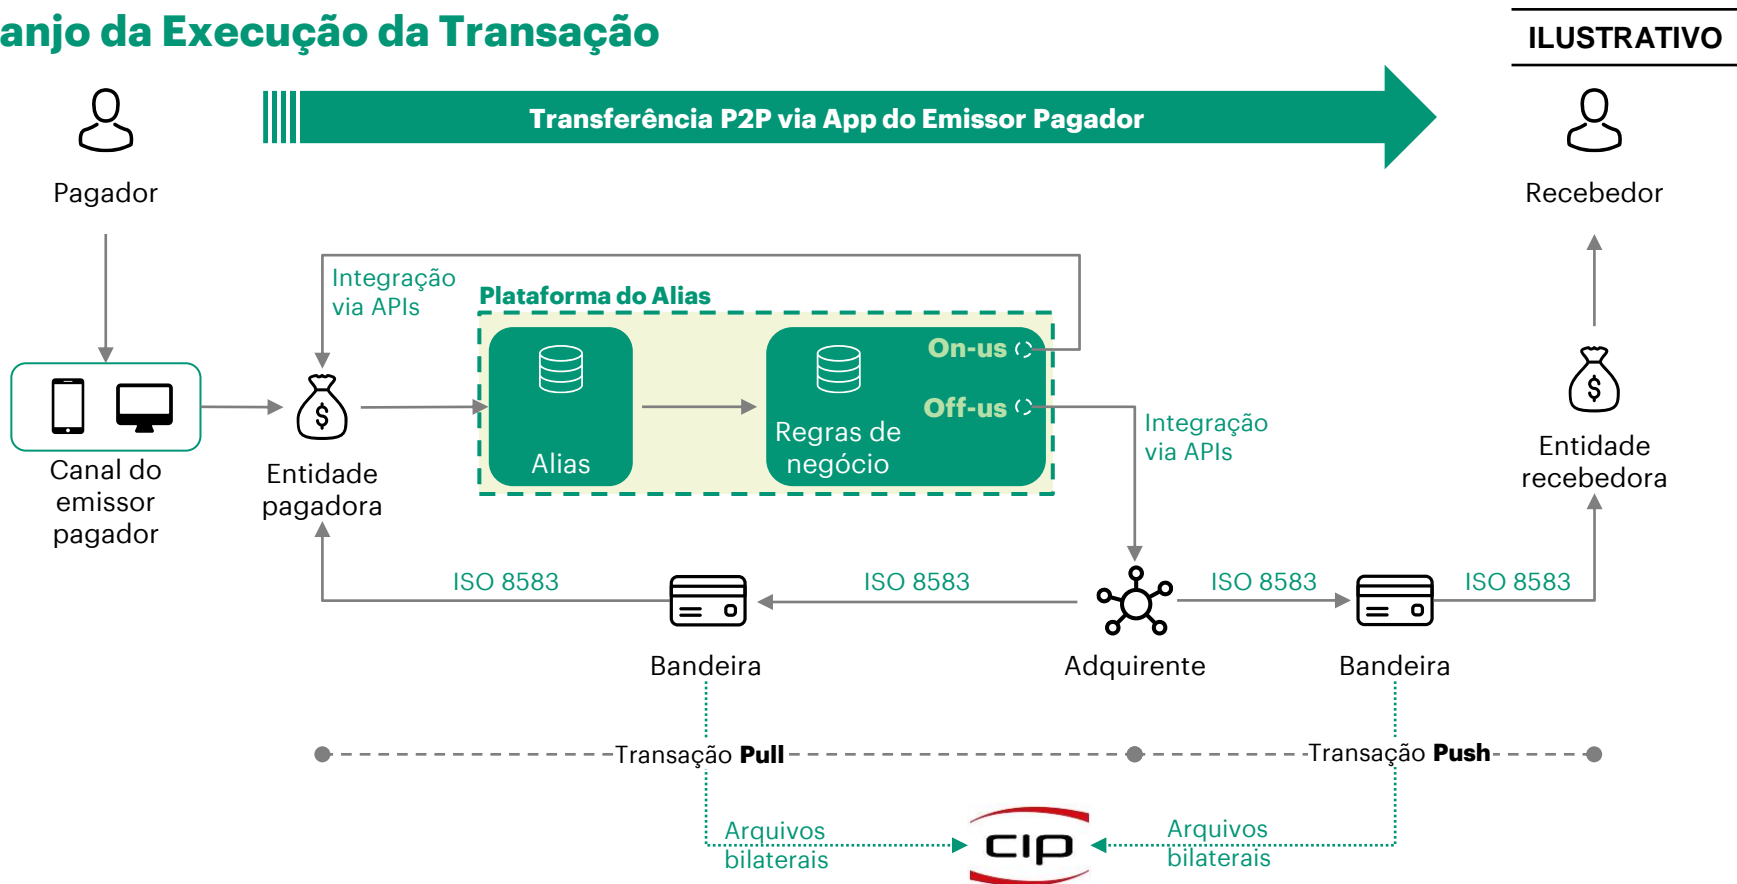 anjo da Execução da Transação
ILUSTRATIVO
Transferência P2P via App do Emissor Pagador
Pagador
Recebedor
Integração
via APIs
Plataforma do Alias
On-us
Off-us
$
Alias
Regras de
negócio
Integração
via APIs
$
Canal do
emissor
pagador
Entidade
pagadora
Entidade
recebedora
ISO 8583
ISO 8583
ISO 8583
ISO 8583
Bandeira
Adquirente
Bandeira
Transação Pull
Transação Push
Arquivos
bilaterais
cip
Arquivos
bilaterais